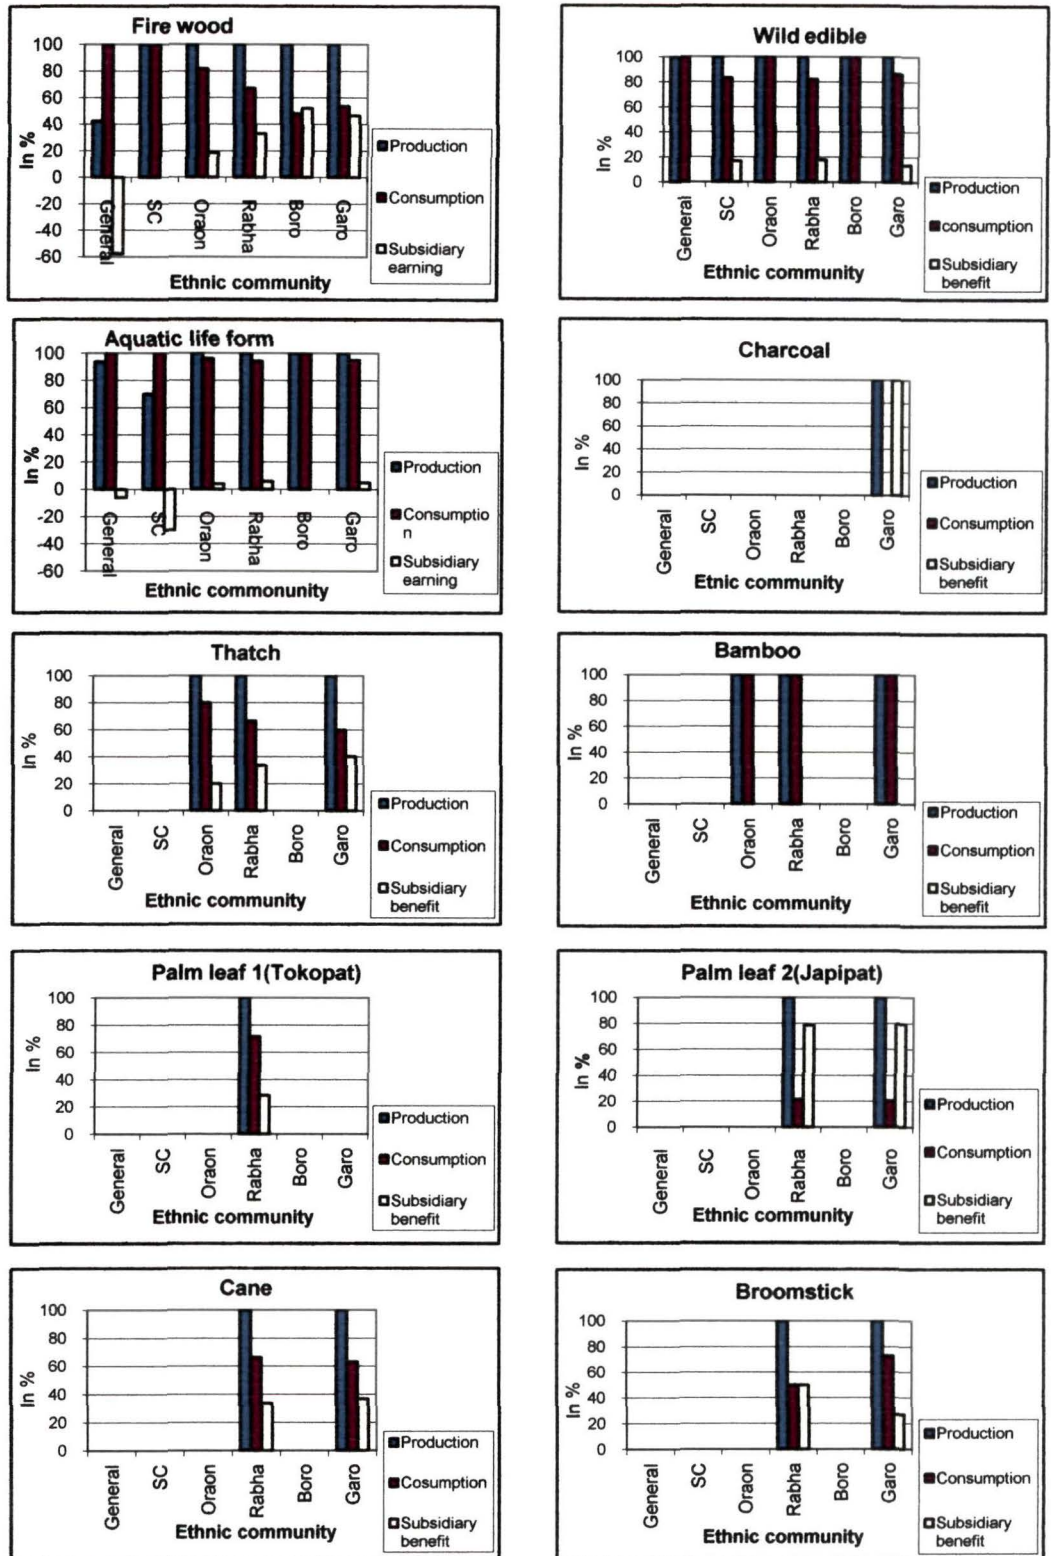 Fire wood
100
80
60
40
20
0
-20
-40
-60
In %
General
SC
Oraon
Rabha
Boro
Garo
Ethnic community
Production
Consumption
Subsidiary
earning
Wild edible
100
80
60
40
20
0
In %
General
SC
Oraon
Rabha
Boro
Garo
Ethnic community
Production
consumption
Subsidiary
benefit
Aquatic life form
100
80
60
40
20
0
-20
-40
-60
In %
General
SC
Oraon
Rabha
Boro
Garo
Ethnic commonunity
Production
Consumptio
n
Subsidiary
earning
Charcoal
100
80
60
40
20
0
In %
General
SC
Oraon
Rabha
Boro
Garo
Etnic community
Production
Consumption
Subsidiary
benefit
Thatch
100
80
60
40
20
0
In %
General
SC
Oraon
Rabha
Boro
Garo
Ethnic community
Production
Consumption
Subsidiary
benefit
Bamboo
100
80
60
40
20
0
In %
General
SC
Oraon
Rabha
Boro
Garo
Ethnic community
Production
Consumption
Subsidiary
benefit
Palm leaf 1(Tokopat)
100
80
60
40
20
0
In %
General
SC
Oraon
Rabha
Boro
Garo
Ethnic community
Production
Consumption
Subsidiary
benefit
Palm leaf 2(Japipat)
100
80
60
40
20
0
In %
General
SC
Oraon
Rabha
Boro
Garo
Ethnic community
Production
Consumption
Subsidiary
benefit
Cane
100
80
60
40
20
0
In %
General
SC
Oraon
Rabha
Boro
Garo
Ethnic community
Production
Cosumption
Subsidiary
benefit
Broomstick
100
80
60
40
20
0
In %
General
SC
Oraon
Rabha
Boro
Garo
Ethnic community
Production
Consumption
Subsidiary
benefit